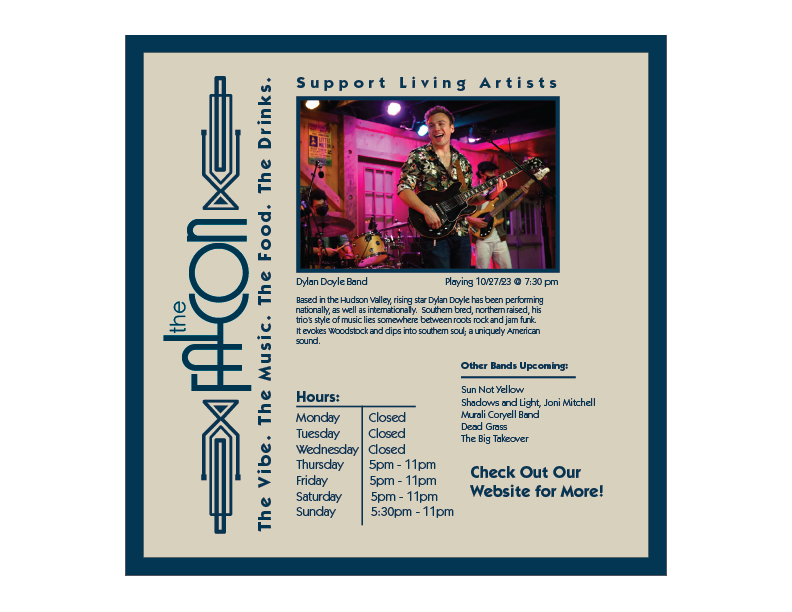 Support Living Artists
the
FALCON
The Vibe. The Music. The Food. The Drinks.
Dylan Doyle Band
Playing 10/27/23 @ 7:30 pm
Based in the Hudson Valley, rising star Dylan Doyle has been performing
nationally, as well as internationally. Southern bred, northern raised, his
trio's style of music lies somewhere between roots rock and jam funk.
It evokes Woodstock and dips into southern soul; a uniquely American
sound.
Other Bands Upcoming:
Sun Not Yellow
Shadows and Light, Joni Mitchell
Murali Coryell Band
Dead Grass
The Big Takeover
Hours:
Monday Closed
Tuesday Closed
Wednesday Closed
Thursday 5pm - 11pm
Friday 5pm - 11pm
Saturday 5pm - 11pm
Sunday 5:30pm - 11pm
Check Out Our
Website for More!